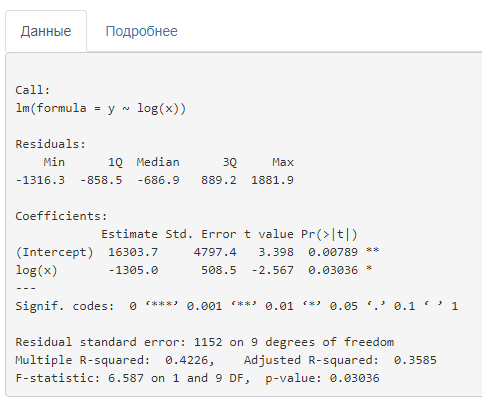 Данные Подробнее
Call:
lm(formula = y ~ log(x))
Residuals:
    Min      1Q  Median      3Q     Max
-1316.3  -858.5  -686.9   889.2  1881.9
Coefficients:
            Estimate Std. Error t value Pr(>|t|)
(Intercept)  16303.7     4797.4   3.398  0.00789 **
log(x)       -1305.0      508.5  -2.567  0.03036 *
---
Signif. codes:  0 ‘***’ 0.001 ‘**’ 0.01 ‘*’ 0.05 ‘.’ 0.1 ‘ ’ 1
Residual standard error: 1152 on 9 degrees of freedom
Multiple R-squared:  0.4226,    Adjusted R-squared:  0.3585
F-statistic: 6.587 on 1 and 9 DF,  p-value: 0.03036